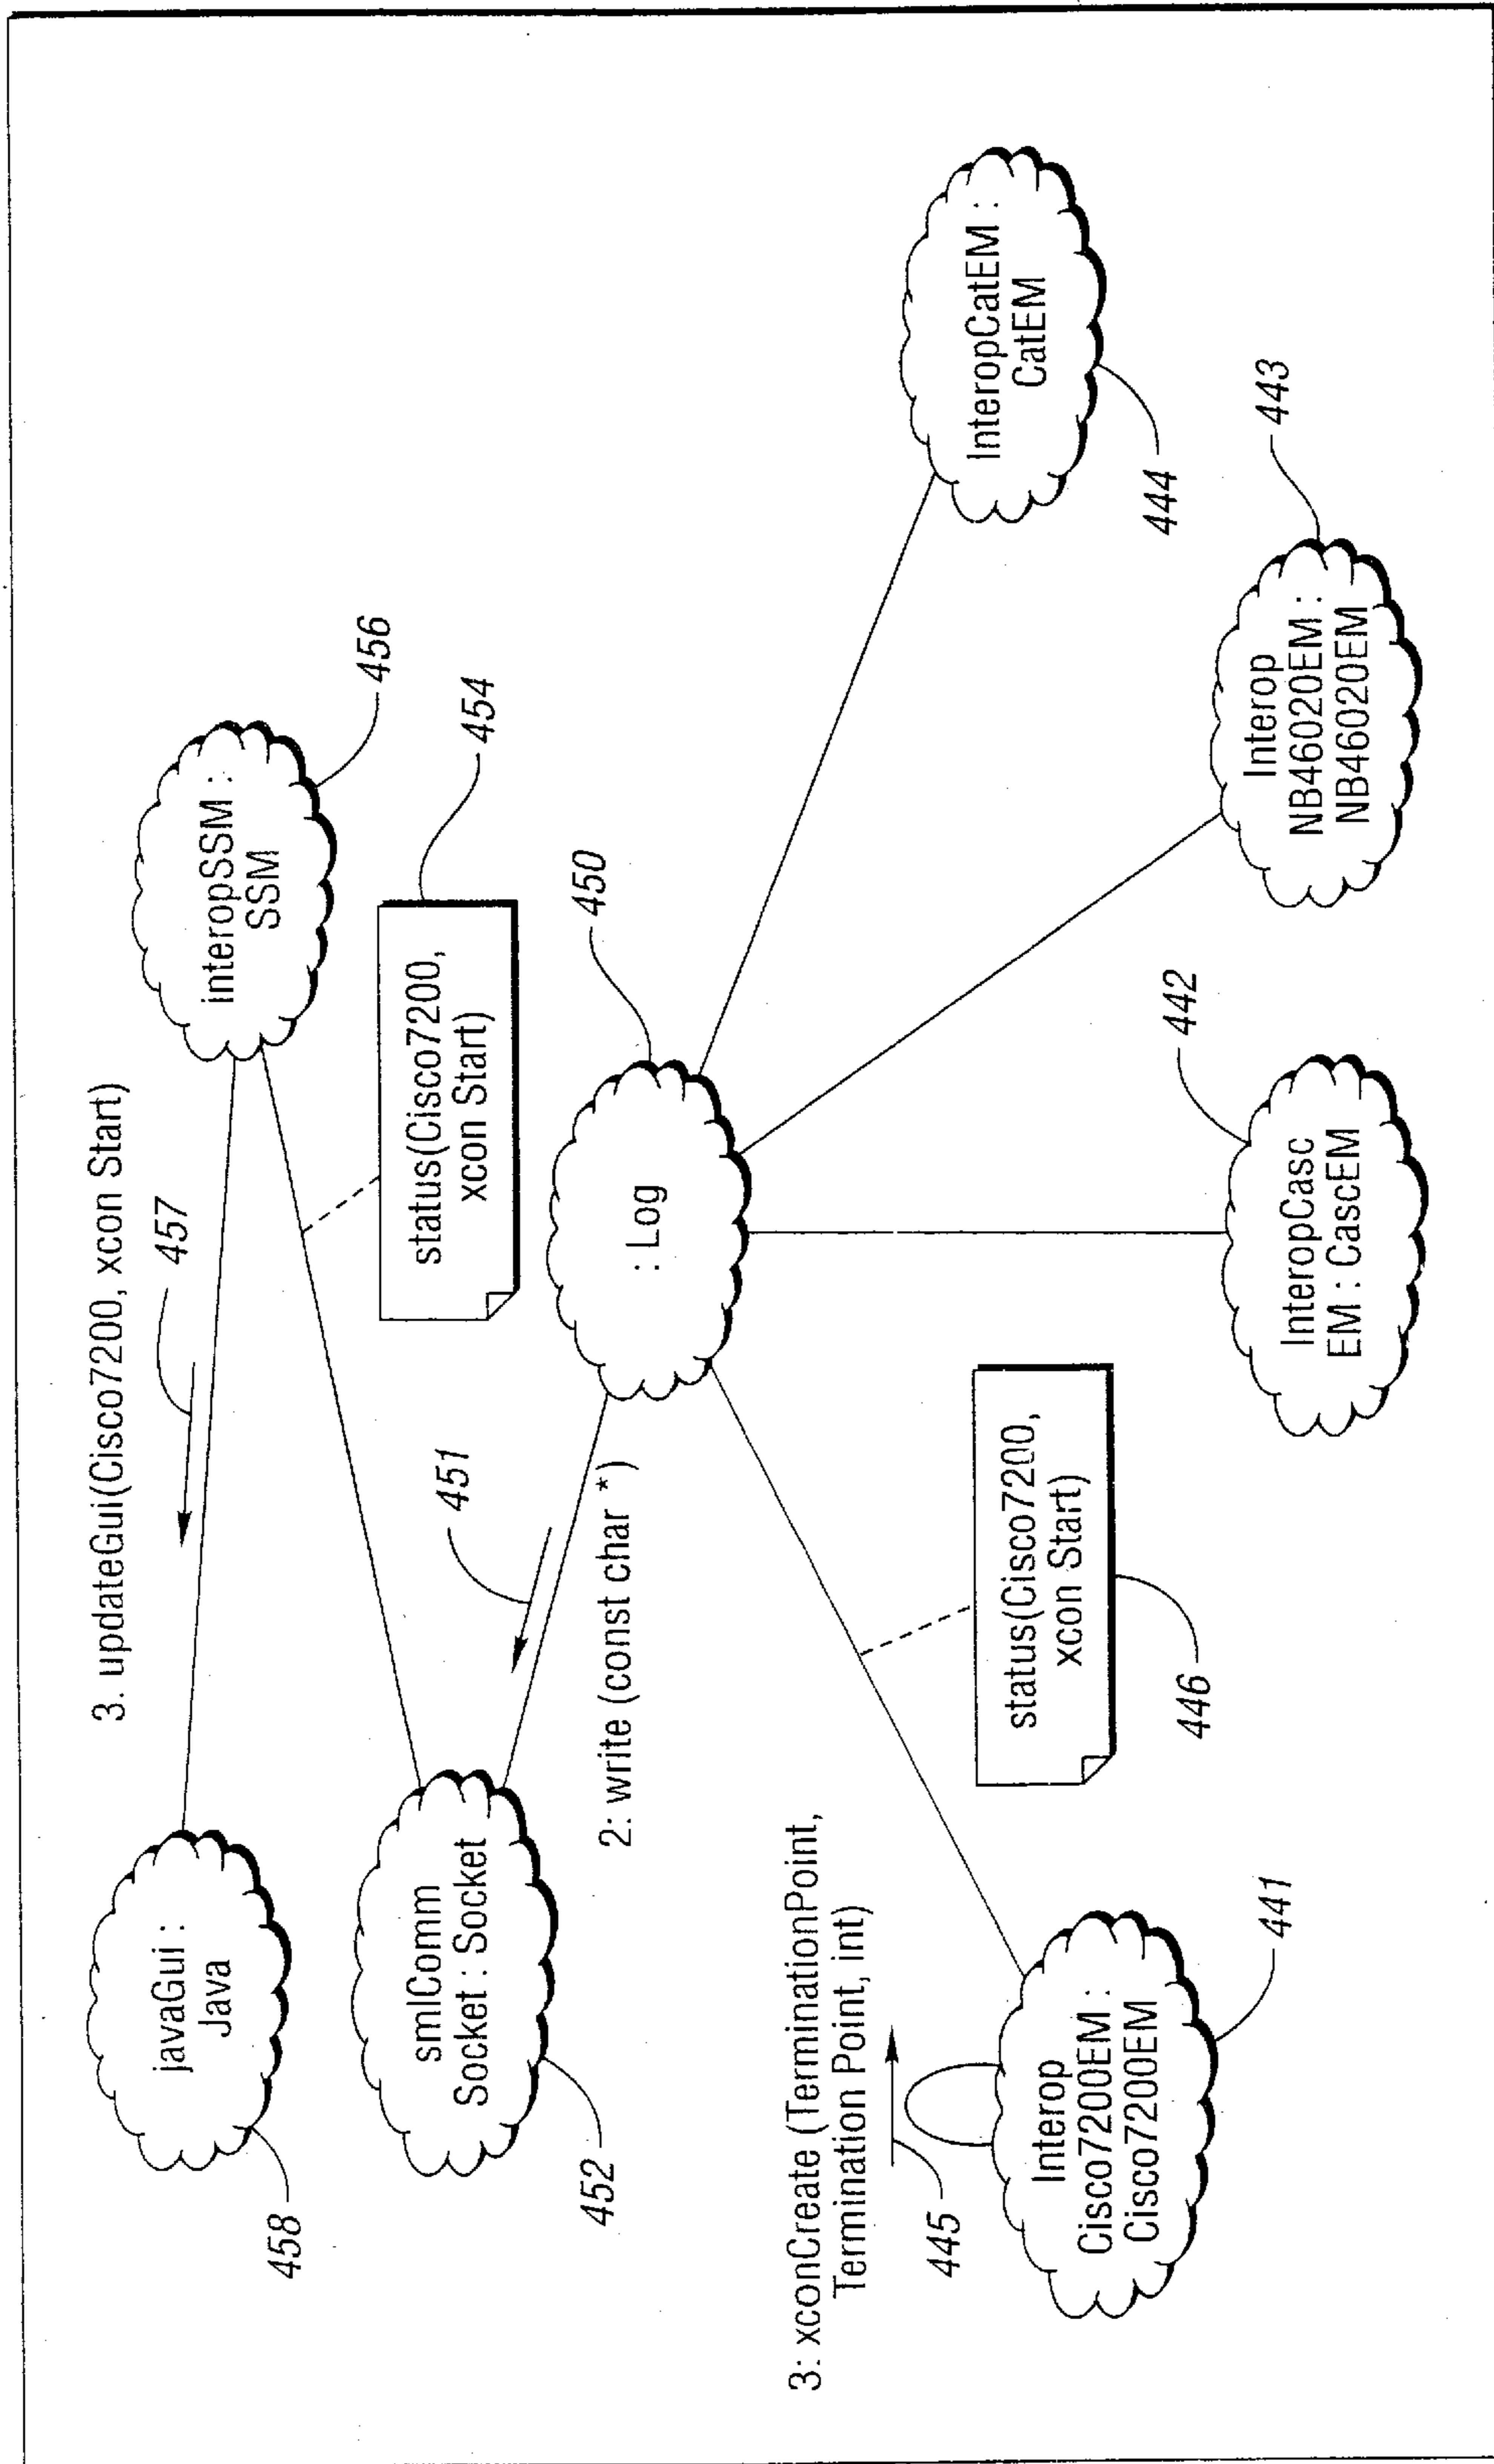 3. updateGui(Cisco7200, xcon Start)
457
javaGui :
Java
458
interopSSM :
SSM
456
smlComm
Socket : Socket
452
status(Cisco7200,
xcon Start)
454
451
2: write (const char *)
: Log
450
3: xconCreate (TerminationPoint,
Termination Point, int)
445
Interop
Cisco7200EM :
Cisco7200EM
441
status(Cisco7200,
xcon Start)
446
InteropCasc
EM : CascEM
442
Interop
NB46020EM :
NB46020EM
443
InteropCatEM :
CatEM
444